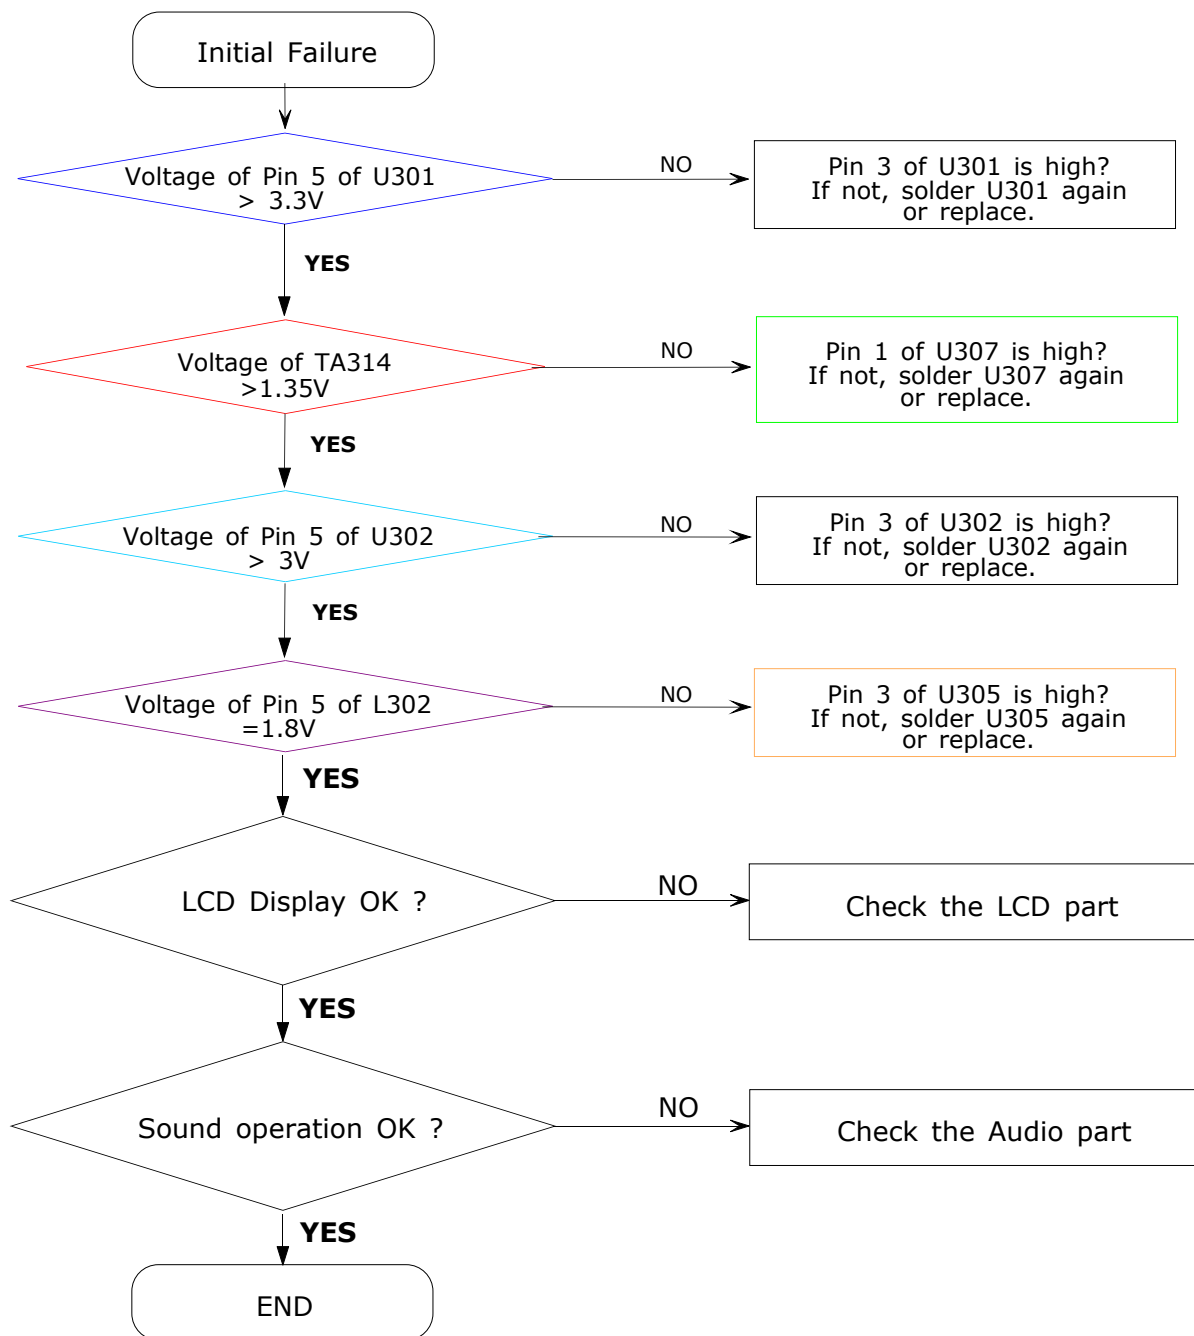 Initial Failure
Voltage of Pin 5 of U301
> 3.3V
NO
Pin 3 of U301 is high?
If not, solder U301 again
or replace.
YES
Voltage of TA314
>1.35V
NO
Pin 1 of U307 is high?
If not, solder U307 again
or replace.
YES
Voltage of Pin 5 of U302
> 3V
NO
Pin 3 of U302 is high?
If not, solder U302 again
or replace.
YES
Voltage of Pin 5 of L302
=1.8V
NO
Pin 3 of U305 is high?
If not, solder U305 again
or replace.
YES
LCD Display OK ?
NO
Check the LCD part
YES
Sound operation OK ?
NO
Check the Audio part
YES
END